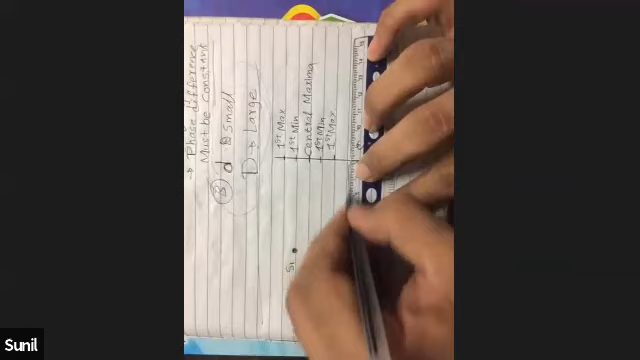 → Phase difference
Must be constant
③ d → small
D → Large
1st Max
1st Min
Central Maxima
1st Min
1st Max
S1
Sunil